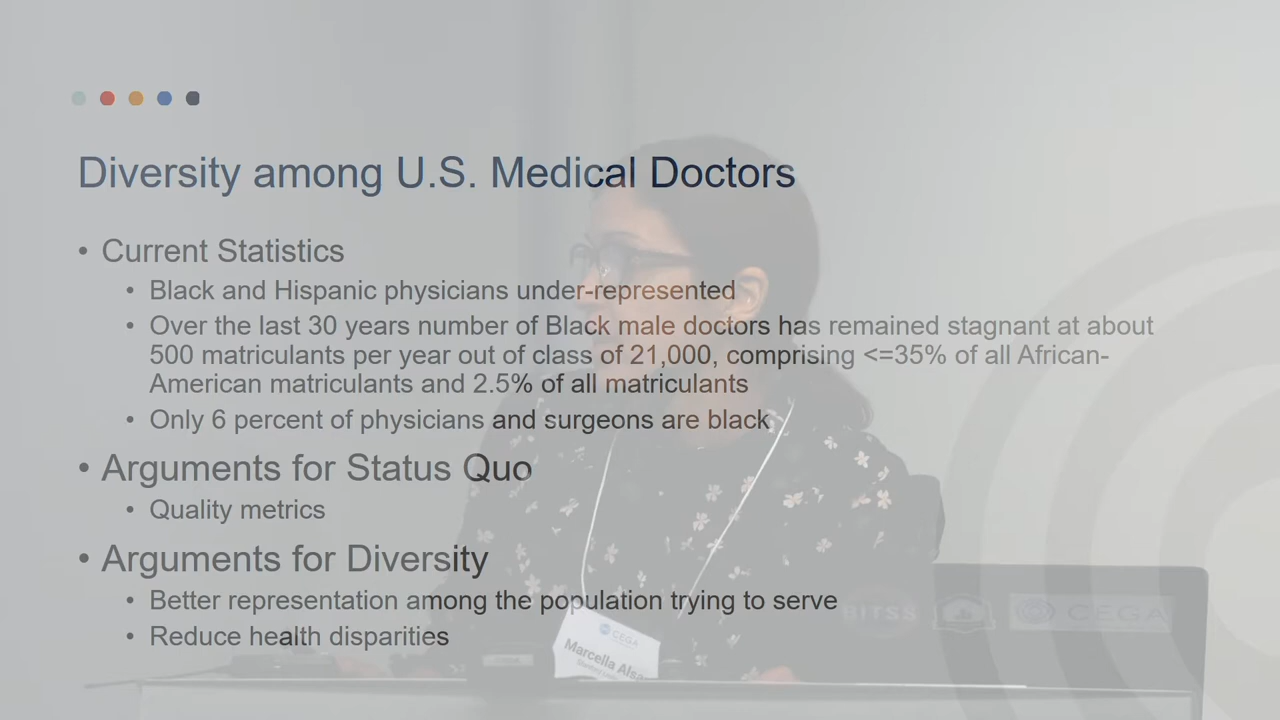 Diversity among U.S. Medical Doctors
• Current Statistics
• Black and Hispanic physicians under-represented
• Over the last 30 years number of Black male doctors has remained stagnant at about
500 matriculants per year out of class of 21,000, comprising <=35% of all African-
American matriculants and 2.5% of all matriculants
• Only 6 percent of physicians and surgeons are black
• Arguments for Status Quo
• Quality metrics
• Arguments for Diversity
• Better representation among the population trying to serve
• Reduce health disparities
BITSS
CEGA
CEGA
Marcella